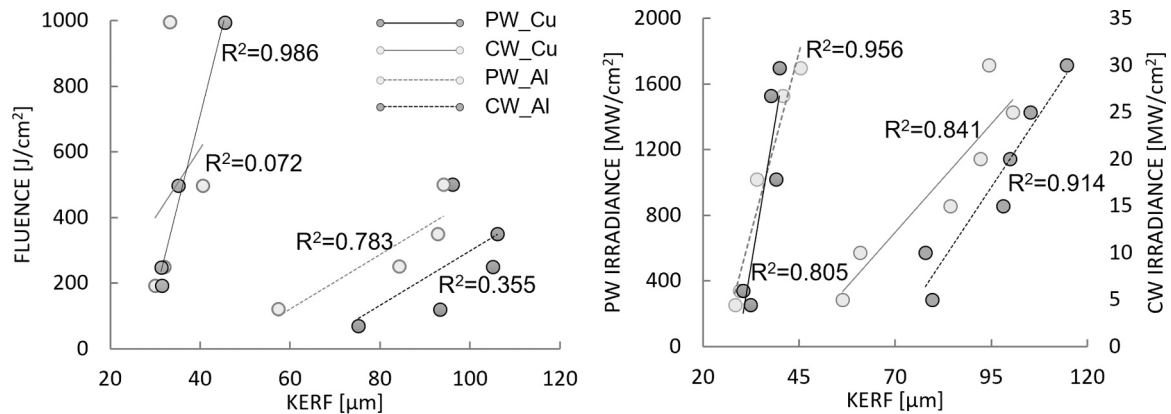 FLUENCE [J/cm²]
1000
800
600
400
200
0
R²=0.986
R²=0.072
R²=0.783
R²=0.355
PW_Cu
CW_Cu
PW_Al
CW_Al
20 40 60 80 100 120
KERF [µm]
PW IRRADIANCE [MW/cm²]
2000
1600
1200
800
400
0
R²=0.956
R²=0.841
R²=0.914
R²=0.805
35
30
25
20
15
10
5
0
CW IRRADIANCE [MW/cm²]
20 45 70 95 120
KERF [µm]